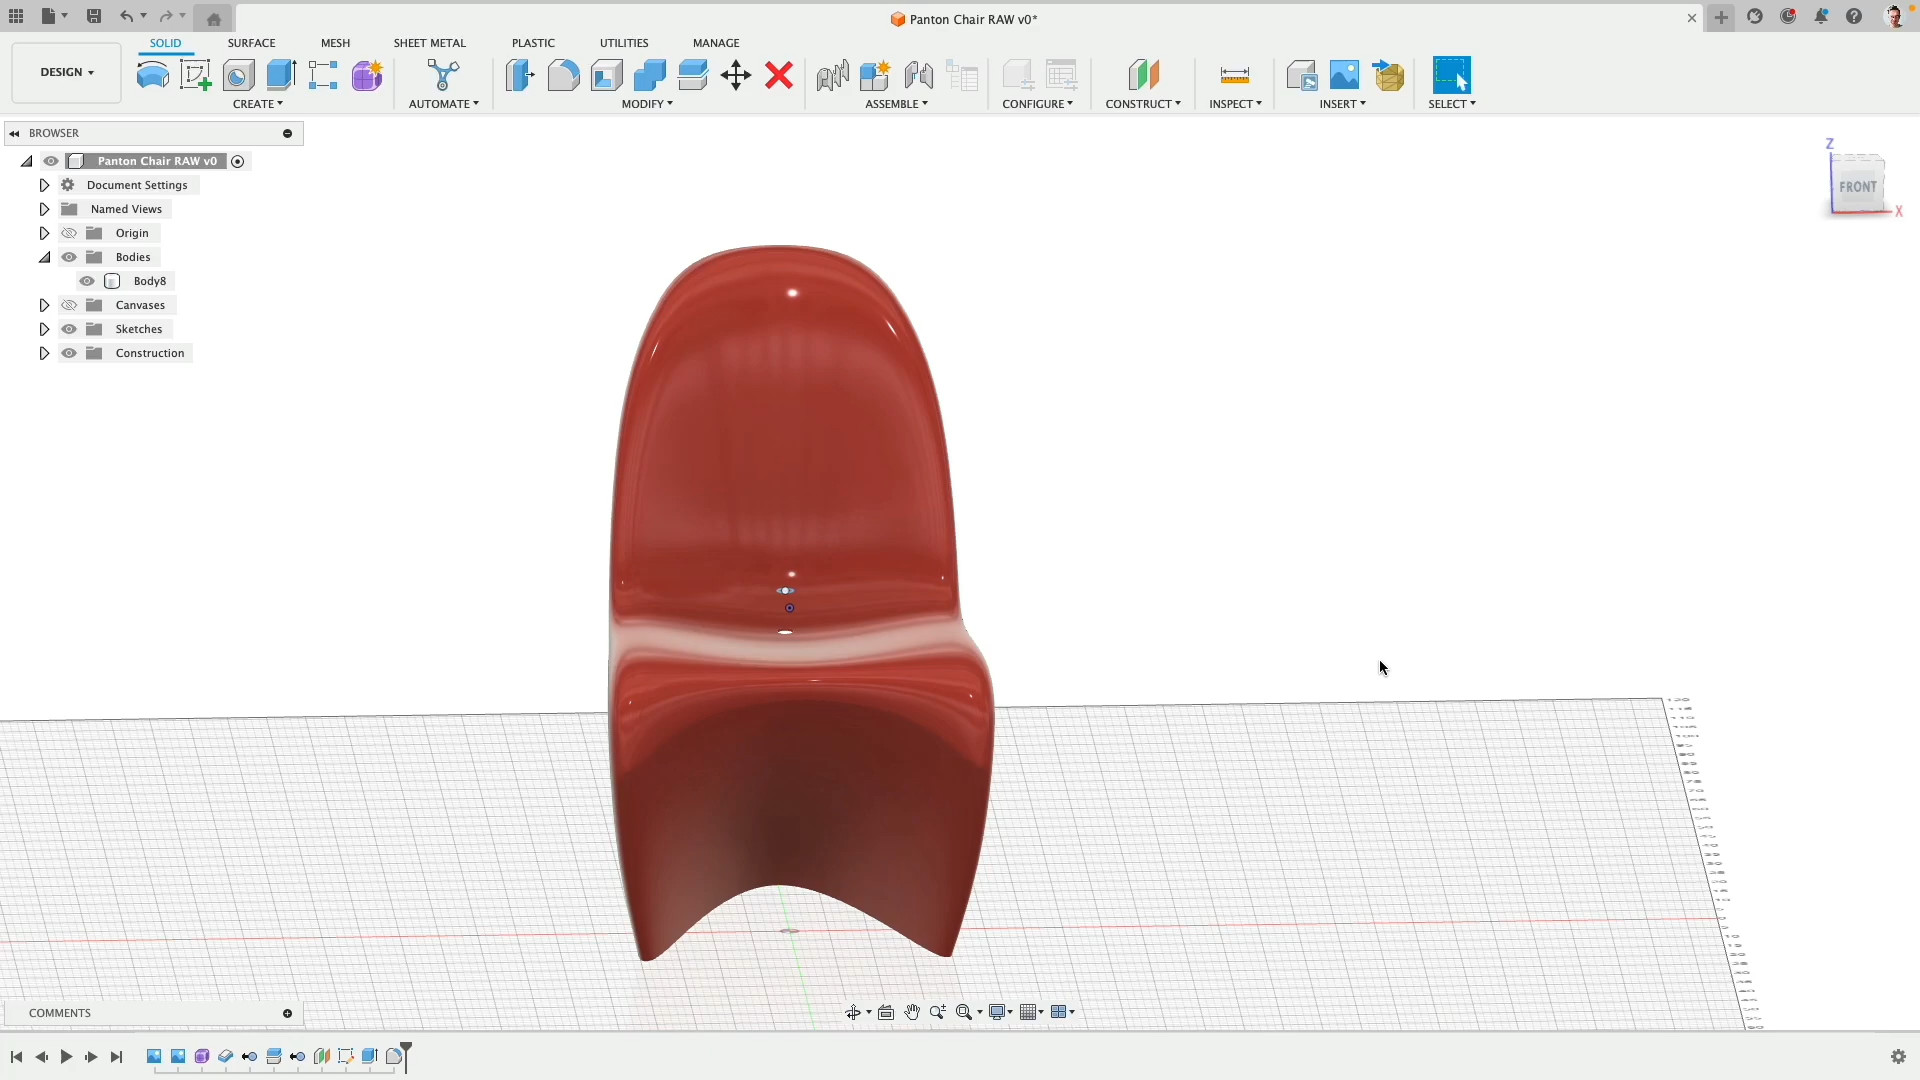 Panton Chair RAW v0*
SOLID SURFACE MESH SHEET METAL PLASTIC UTILITIES MANAGE
DESIGN
CREATE AUTOMATE MODIFY ASSEMBLE CONFIGURE CONSTRUCT INSPECT INSERT SELECT
BROWSER
Panton Chair RAW v0
Document Settings
Named Views
Origin
Bodies
Body8
Canvases
Sketches
Construction
Z
FRONT
X
COMMENTS